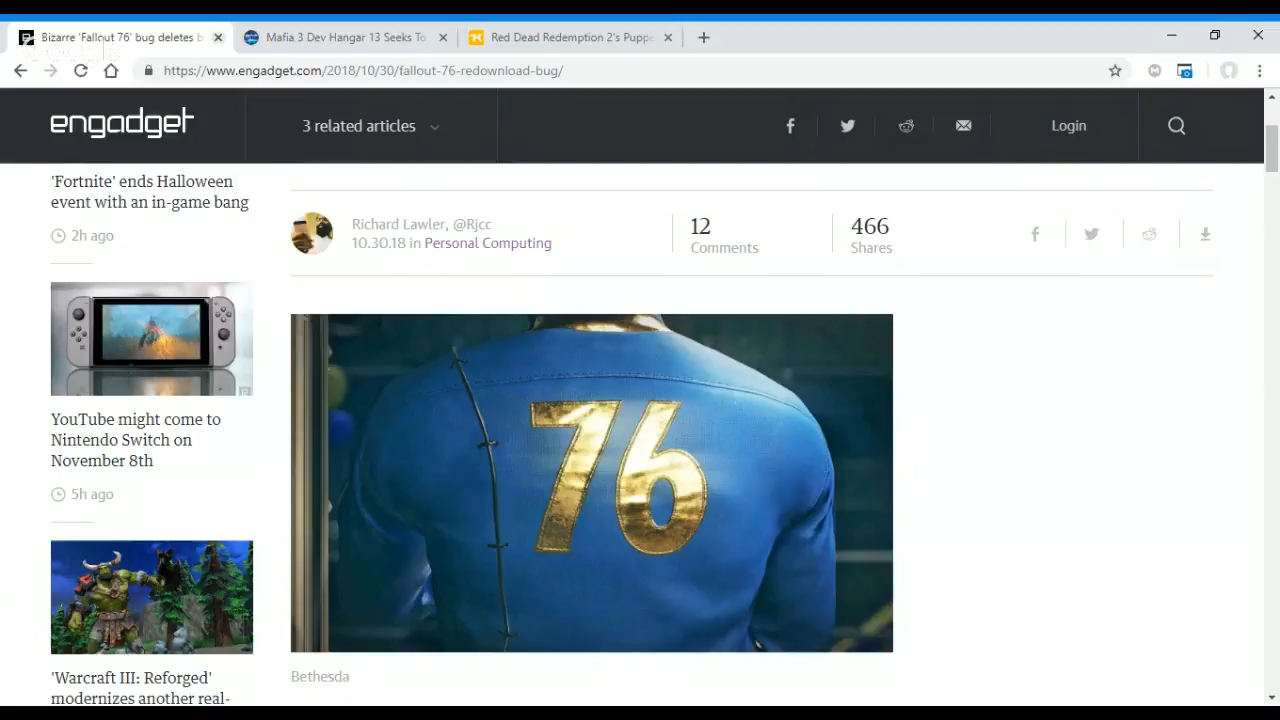 Bizarre 'Fallout 76' bug deletes b
Mafia 3 Dev Hangar 13 Seeks To
Red Dead Redemption 2's Puppe
https://www.engadget.com/2018/10/30/fallout-76-redownload-bug/
engadget
3 related articles
Login
'Fortnite' ends Halloween
event with an in-game bang
2h ago
YouTube might come to
Nintendo Switch on
November 8th
5h ago
'Warcraft III: Reforged'
modernizes another real-
Richard Lawler, @Rjcc
10.30.18 in Personal Computing
12
Comments
466
Shares
76
Bethesda